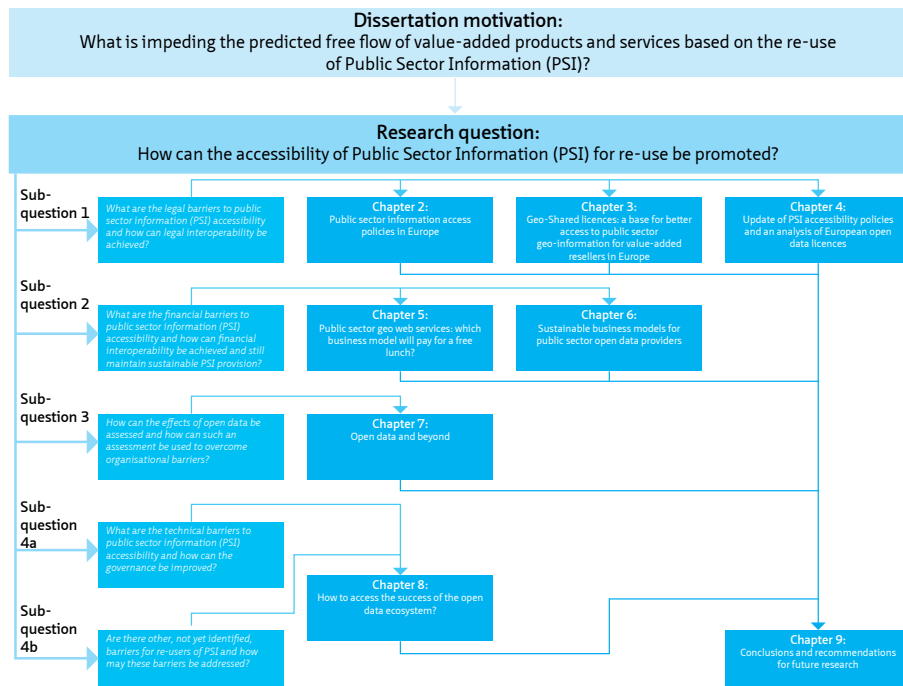 Dissertation motivation:
What is impeding the predicted free flow of value-added products and services based on the re-use
of Public Sector Information (PSI)?
Research question:
How can the accessibility of Public Sector Information (PSI) for re-use be promoted?
Sub-
question 1
What are the legal barriers to public
sector information (PSI) accessibility
and how can legal interoperability be
achieved?
Chapter 2:
Public sector information access
policies in Europe
Chapter 3:
Geo-Shared licences: a base for better
access to public sector
geo-information for value-added
resellers in Europe
Chapter 4:
Update of PSI accessibility policies
and an analysis of European open
data licences
Sub-
question 2
What are the financial barriers to
public sector information (PSI)
accessibility and how can financial
interoperability be achieved and still
maintain sustainable PSI provision?
Chapter 5:
Public sector geo web services: which
business model will pay for a free
lunch?
Chapter 6:
Sustainable business models for
public sector open data providers
Sub-
question 3
How can the effects of open data be
assessed and how can such an
assessment be used to overcome
organisational barriers?
Chapter 7:
Open data and beyond
Sub-
question
4a
What are the technical barriers to
public sector information (PSI)
accessibility and how can the
governance be improved?
Chapter 8:
How to access the success of the open
data ecosystem?
Sub-
question
4b
Are there other, not yet identified,
barriers for re-users of PSI and how
may these barriers be addressed?
Chapter 9:
Conclusions and recommendations
for future research